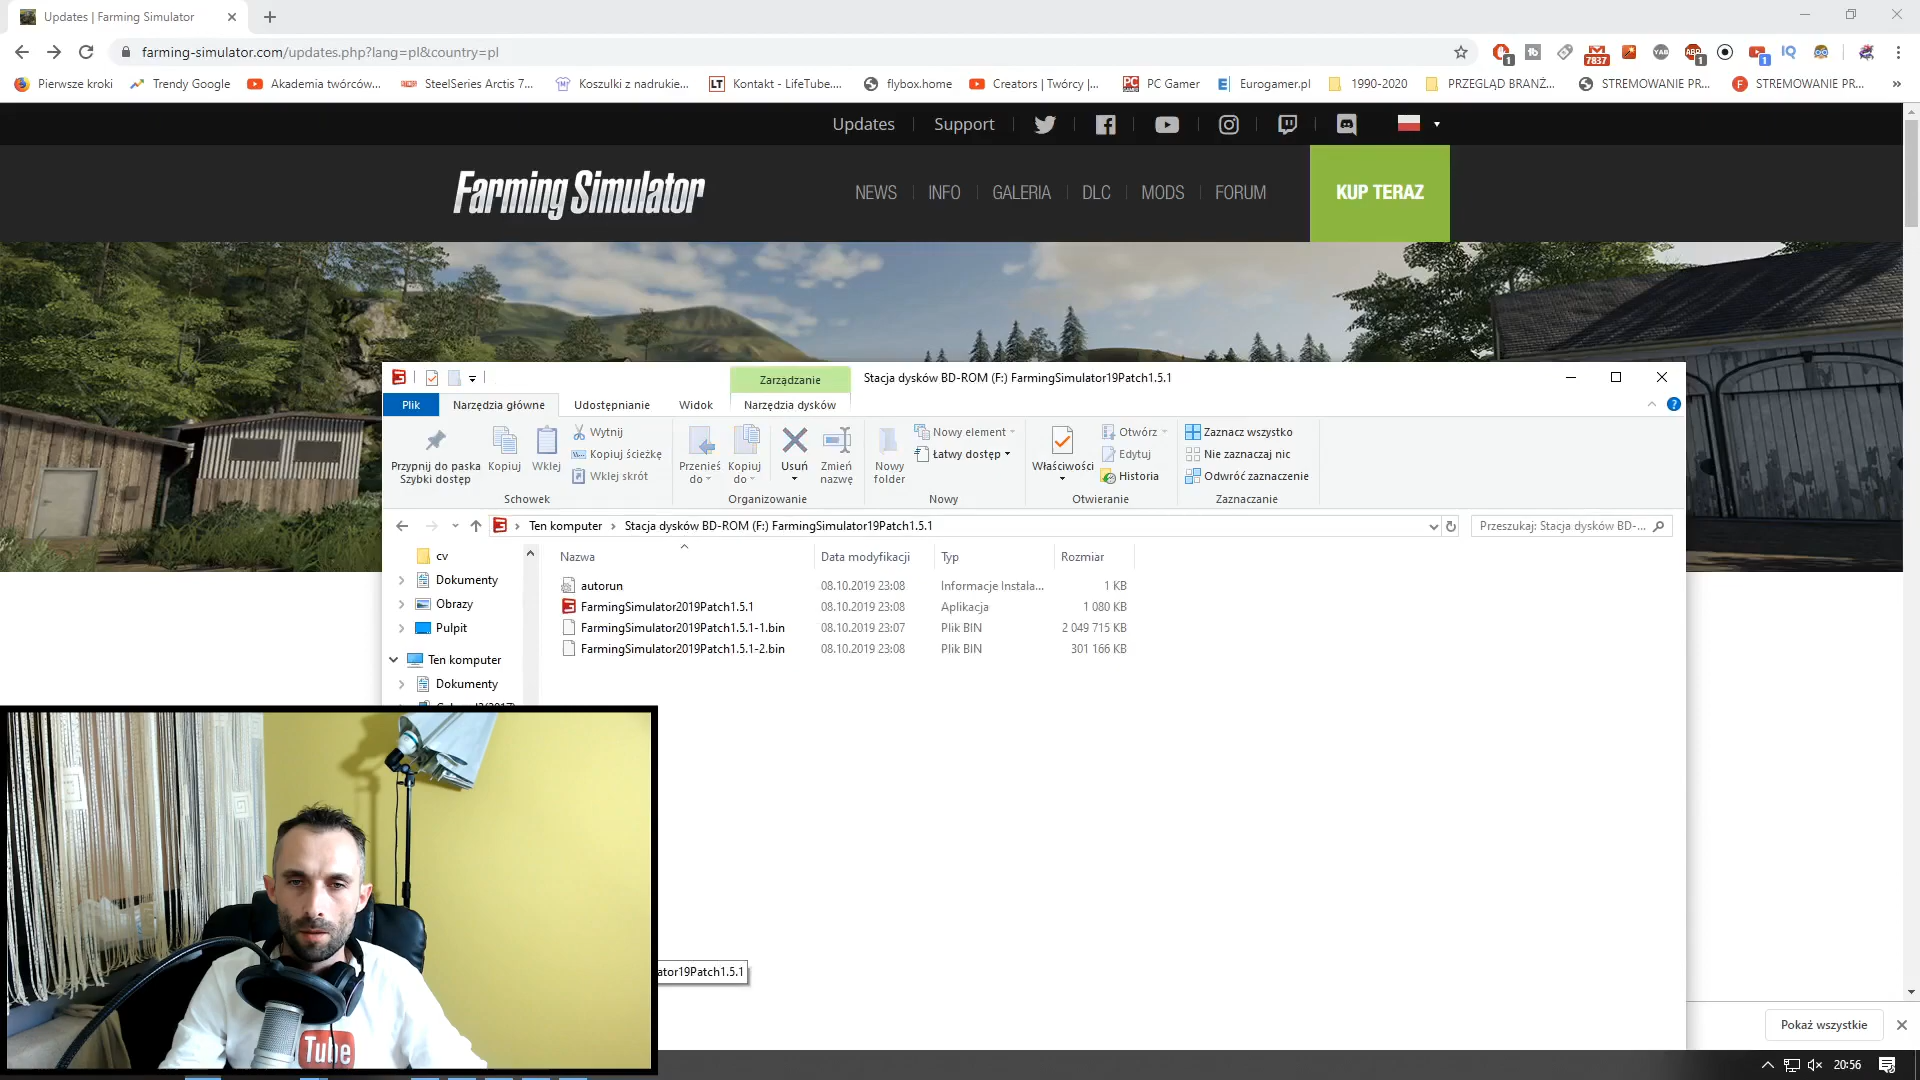 Updates | Farming Simulator
farming-simulator.com/updates.php?lang=pl&country=pl
1
7837
1
1
Pierwsze kroki
Trendy Google
Akademia twórców...
SteelSeries Arctis 7...
Koszulki z nadrukie...
LT Kontakt - LifeTube....
flybox.home
Creators | Twórcy |...
PC Gamer
Eurogamer.pl
1990-2020
PRZEGLĄD BRANŻ...
STREMOWANIE PR...
STREMOWANIE PR...
Updates
Support
Farming Simulator
NEWS
INFO
GALERIA
DLC
MODS
FORUM
KUP TERAZ
Zarządzanie
Stacja dysków BD-ROM (F:) FarmingSimulator19Patch1.5.1
Plik
Narzędzia główne
Udostępnianie
Widok
Narzędzia dysków
Przypnij do paska Szybki dostęp
Kopiuj
Wklej
Wytnij
Kopiuj ścieżkę
Wklej skrót
Schowek
Przenieś do
Kopiuj do
Usuń
Zmień nazwę
Organizowanie
Nowy folder
Nowy element
Łatwy dostęp
Nowy
Właściwości
Otwórz
Edytuj
Historia
Otwieranie
Zaznacz wszystko
Nie zaznaczaj nic
Odwróć zaznaczenie
Zaznaczanie
Ten komputer
Stacja dysków BD-ROM (F:) FarmingSimulator19Patch1.5.1
Przeszukaj: Stacja dysków BD-...
cv
Dokumenty
Obrazy
Pulpit
Ten komputer
Dokumenty
Nazwa
Data modyfikacji
Typ
Rozmiar
autorun 08.10.2019 23:08 Informacje Instala... 1 KB
FarmingSimulator2019Patch1.5.1 08.10.2019 23:08 Aplikacja 1 080 KB
FarmingSimulator2019Patch1.5.1-1.bin 08.10.2019 23:07 Plik BIN 2 049 715 KB
FarmingSimulator2019Patch1.5.1-2.bin 08.10.2019 23:08 Plik BIN 301 166 KB
ator19Patch1.5.1
Tube
Pokaż wszystkie
20:56